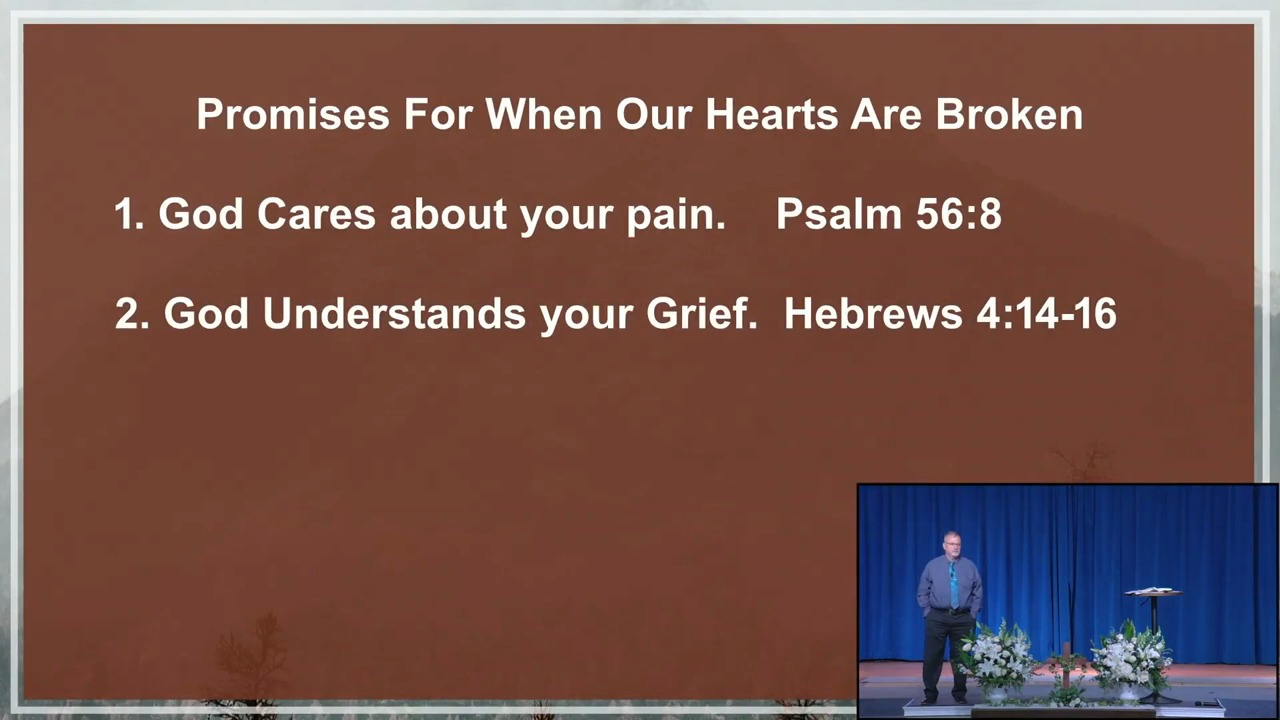 Promises For When Our Hearts Are Broken
1. God Cares about your pain. Psalm 56:8
2. God Understands your Grief. Hebrews 4:14-16